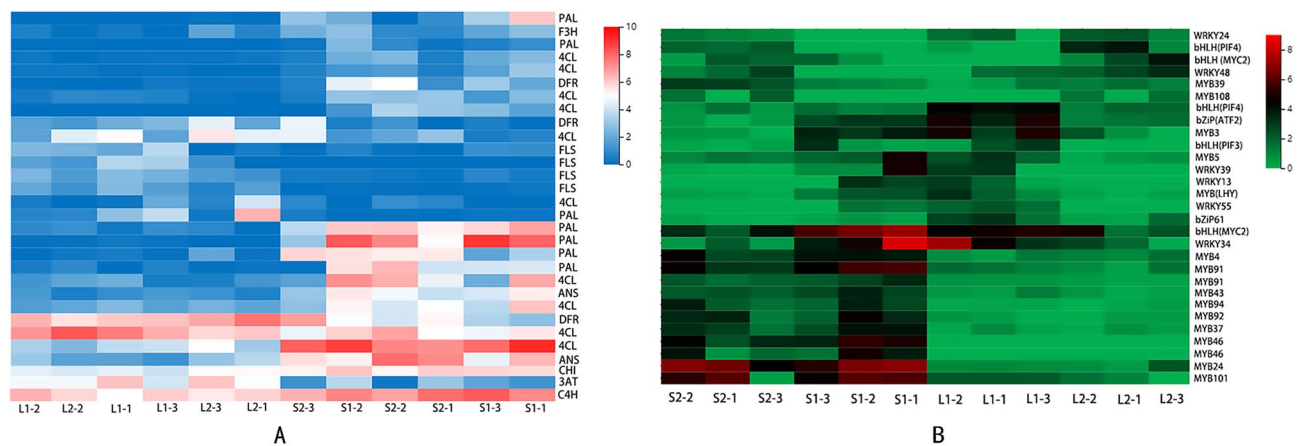 PAL
F3H
PAL
4CL
4CL
DFR
4CL
4CL
DFR
4CL
FLS
FLS
FLS
FLS
4CL
PAL
PAL
PAL
PAL
PAL
4CL
ANS
4CL
DFR
4CL
4CL
ANS
CHI
3AT
C4H
L1-2 L2-2 L1-1 L1-3 L2-3 L2-1 S2-3 S1-2 S2-2 S2-1 S1-3 S1-1
10
8
6
4
2
0
A
WRKY24
bHLH(PIF4)
bHLH (MYC2)
WRKY48
MYB39
MYB108
bHLH(PIF4)
bZiP(ATF2)
MYB3
bHLH(PIF3)
MYB5
WRKY39
WRKY13
MYB(LHY)
WRKY55
bZiP61
bHLH(MYC2)
WRKY34
MYB4
MYB91
MYB91
MYB43
MYB94
MYB92
MYB37
MYB46
MYB46
MYB24
MYB101
S2-2 S2-1 S2-3 S1-3 S1-2 S1-1 L1-2 L1-1 L1-3 L2-2 L2-1 L2-3
8
6
4
2
0
B